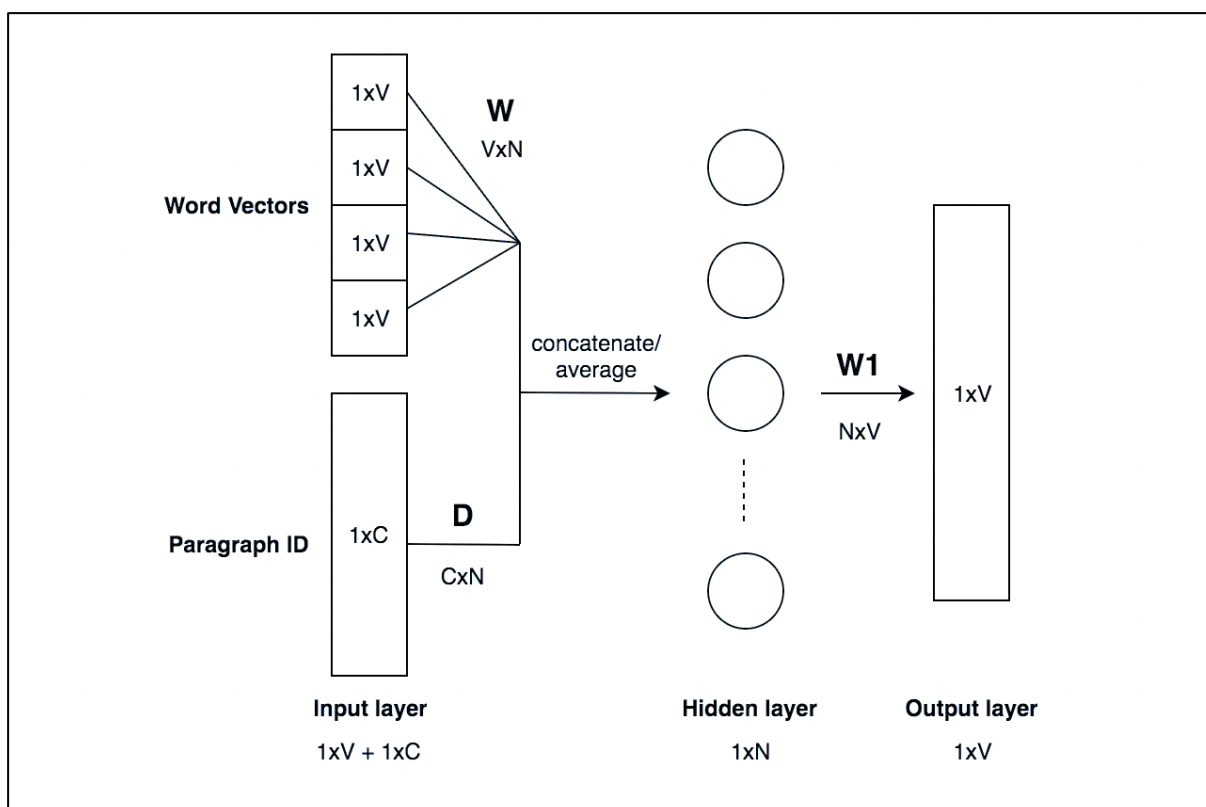 1xV
1xV
1xV
1xV
W
VxN
Word Vectors
concatenate/
average
W1
NxV
1xV
1xC
D
CxN
Paragraph ID
Input layer
1xV + 1xC
Hidden layer
1xN
Output layer
1xV